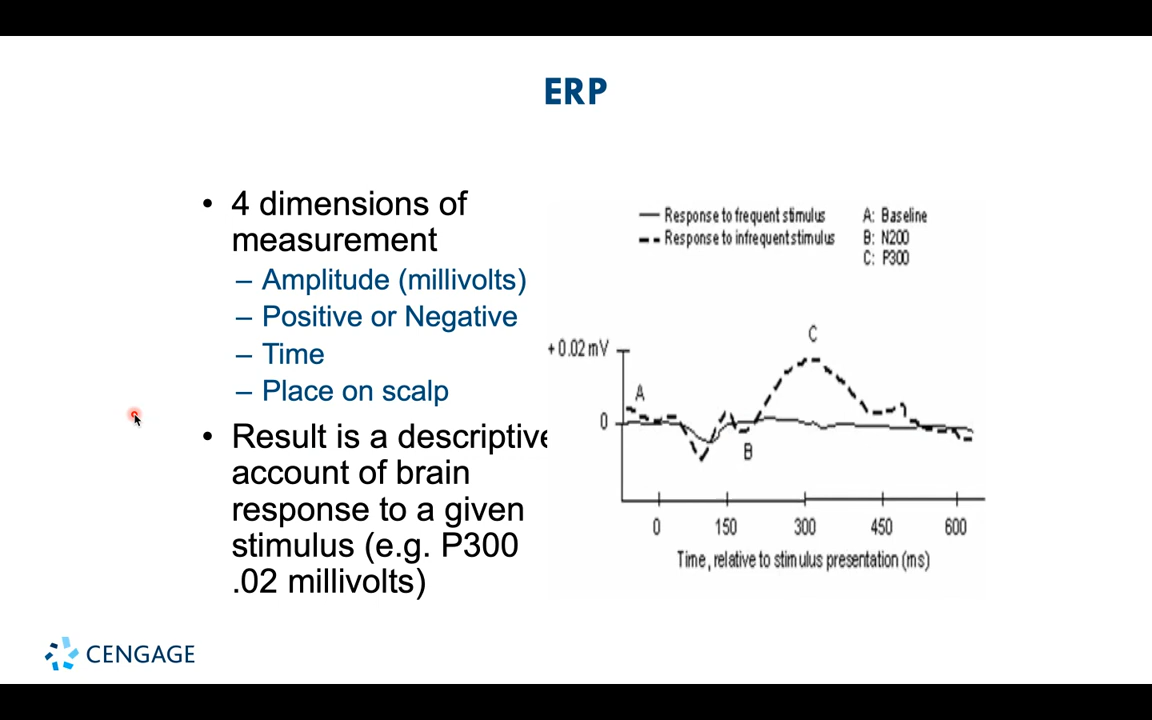 ERP
• 4 dimensions of
measurement
– Amplitude (millivolts)
– Positive or Negative
– Time
– Place on scalp
• Result is a descriptive
account of brain
response to a given
stimulus (e.g. P300
.02 millivolts)
Response to frequent stimulus
Response to infrequent stimulus
A: Baseline
B: N200
C: P300
C
+ 0.02 mV
A
0
B
0 150 300 450 600
Time, relative to stimulus presentation (ms)
CENGAGE